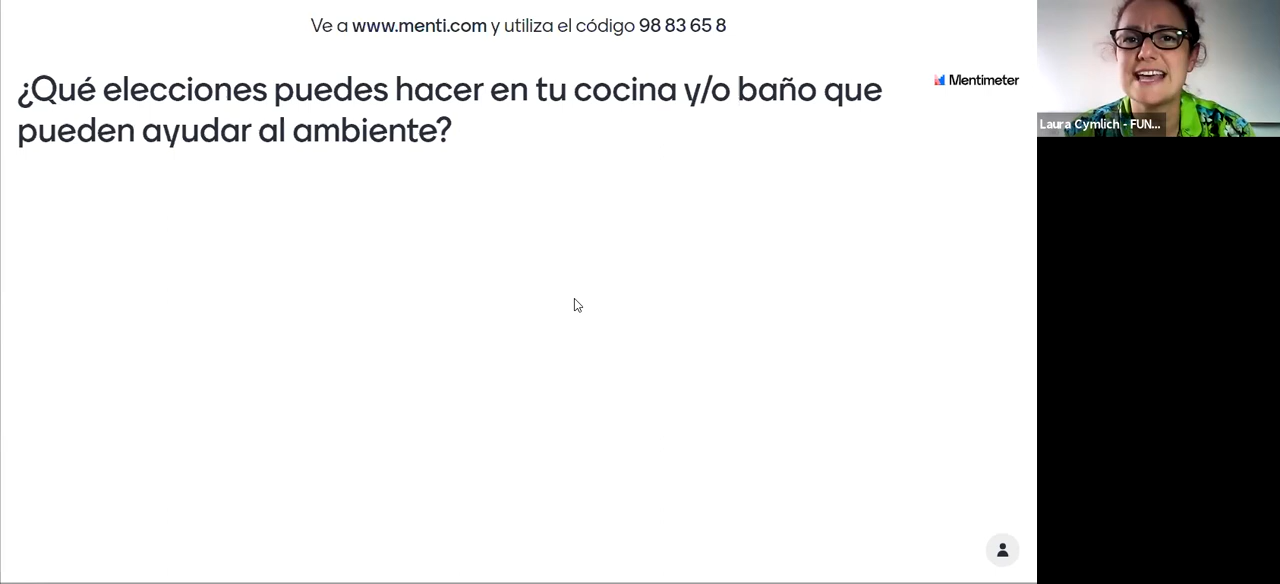 Ve a www.menti.com y utiliza el código 98 83 65 8
¿Qué elecciones puedes hacer en tu cocina y/o baño que
pueden ayudar al ambiente?
Mentimeter
Laura Cymlich - FUN...